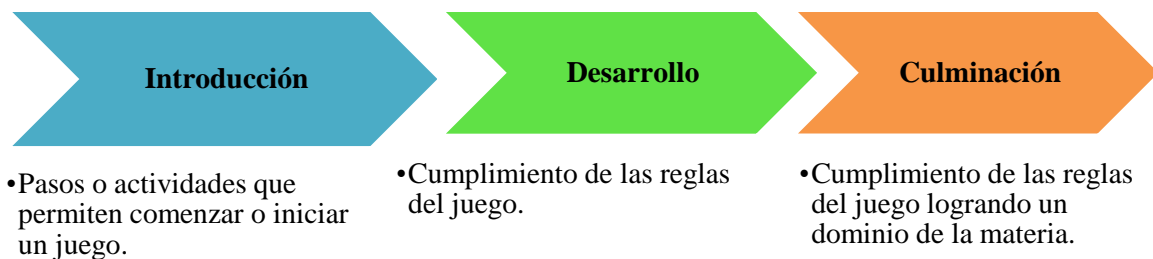 Introducción
•Pasos o actividades que
permiten comenzar o iniciar
un juego.
Desarrollo
•Cumplimiento de las reglas
del juego.
Culminación
•Cumplimiento de las reglas
del juego logrando un
dominio de la materia.